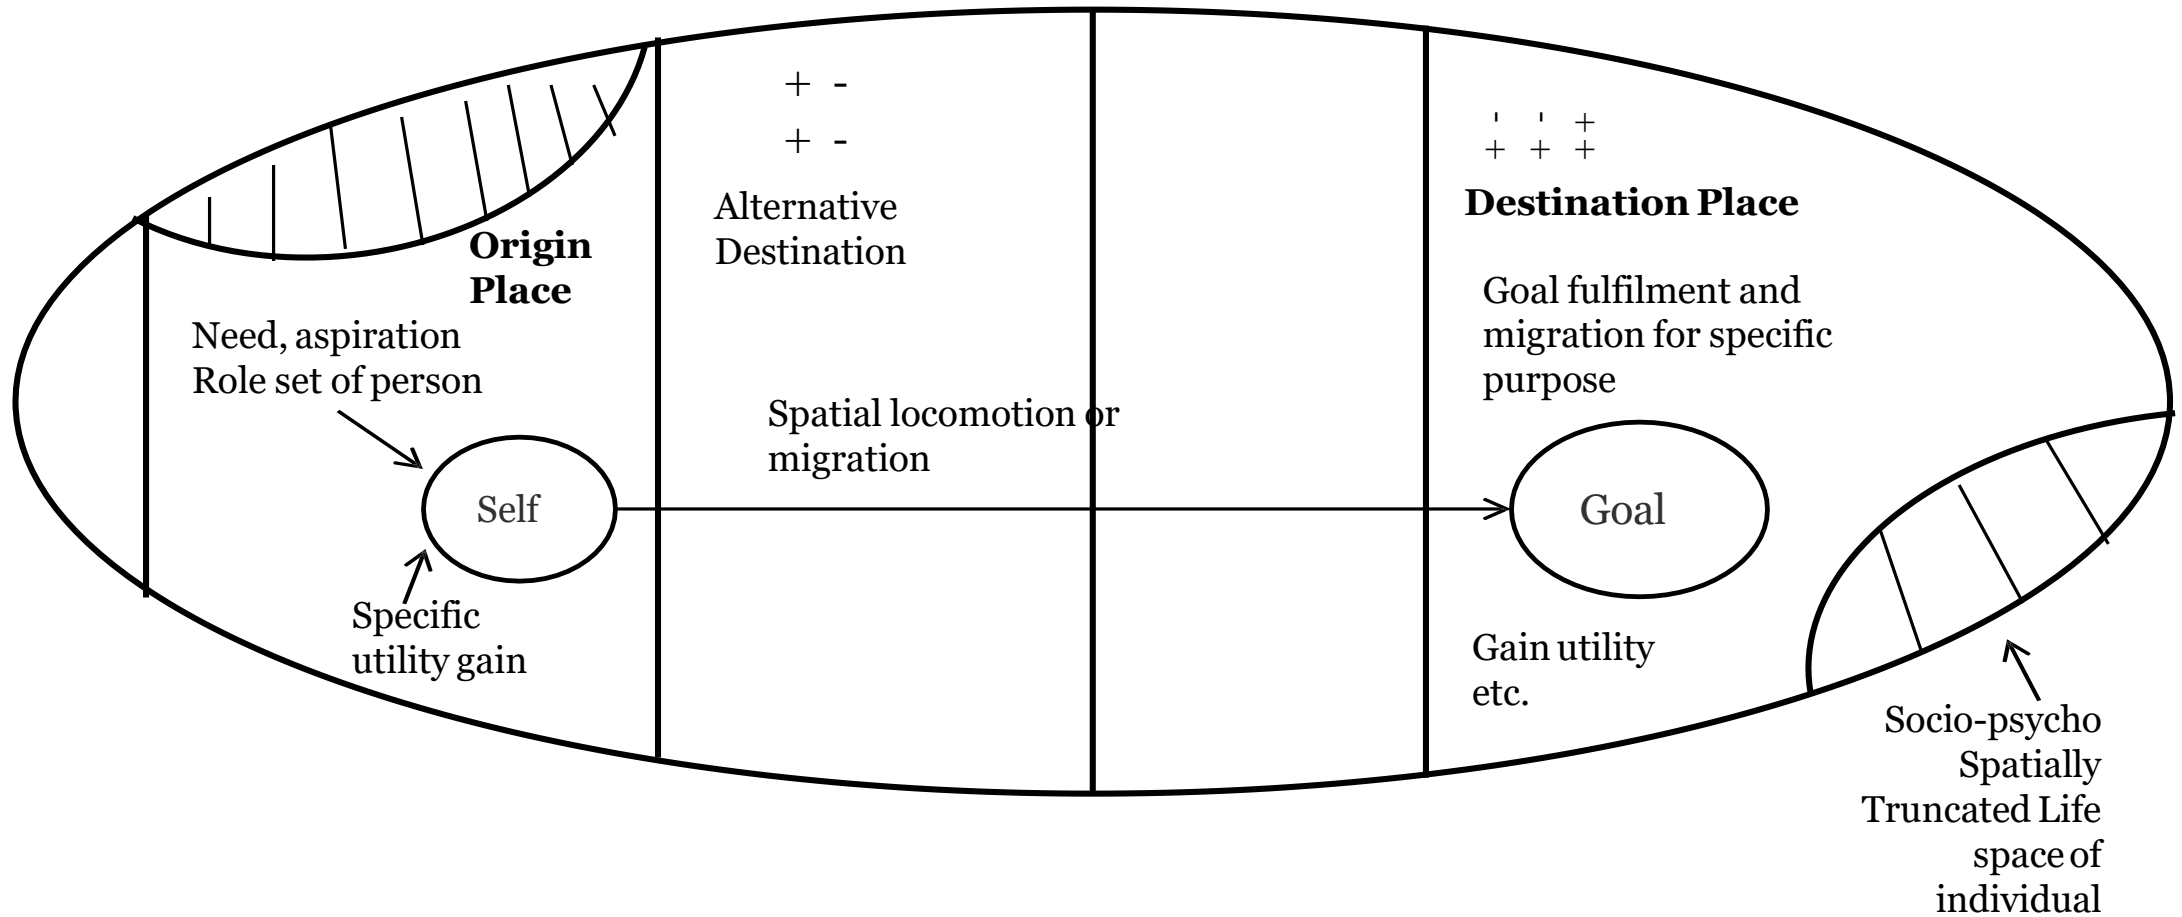 + -
+ -
Alternative
Destination
' ' +
+ + +
Destination Place
Origin
Place
Need, aspiration
Role set of person
Goal fulfilment and
migration for specific
purpose
Spatial locomotion or
migration
Self
Goal
Specific
utility gain
Gain utility
etc.
Socio-psycho
Spatially
Truncated Life
space of
individual